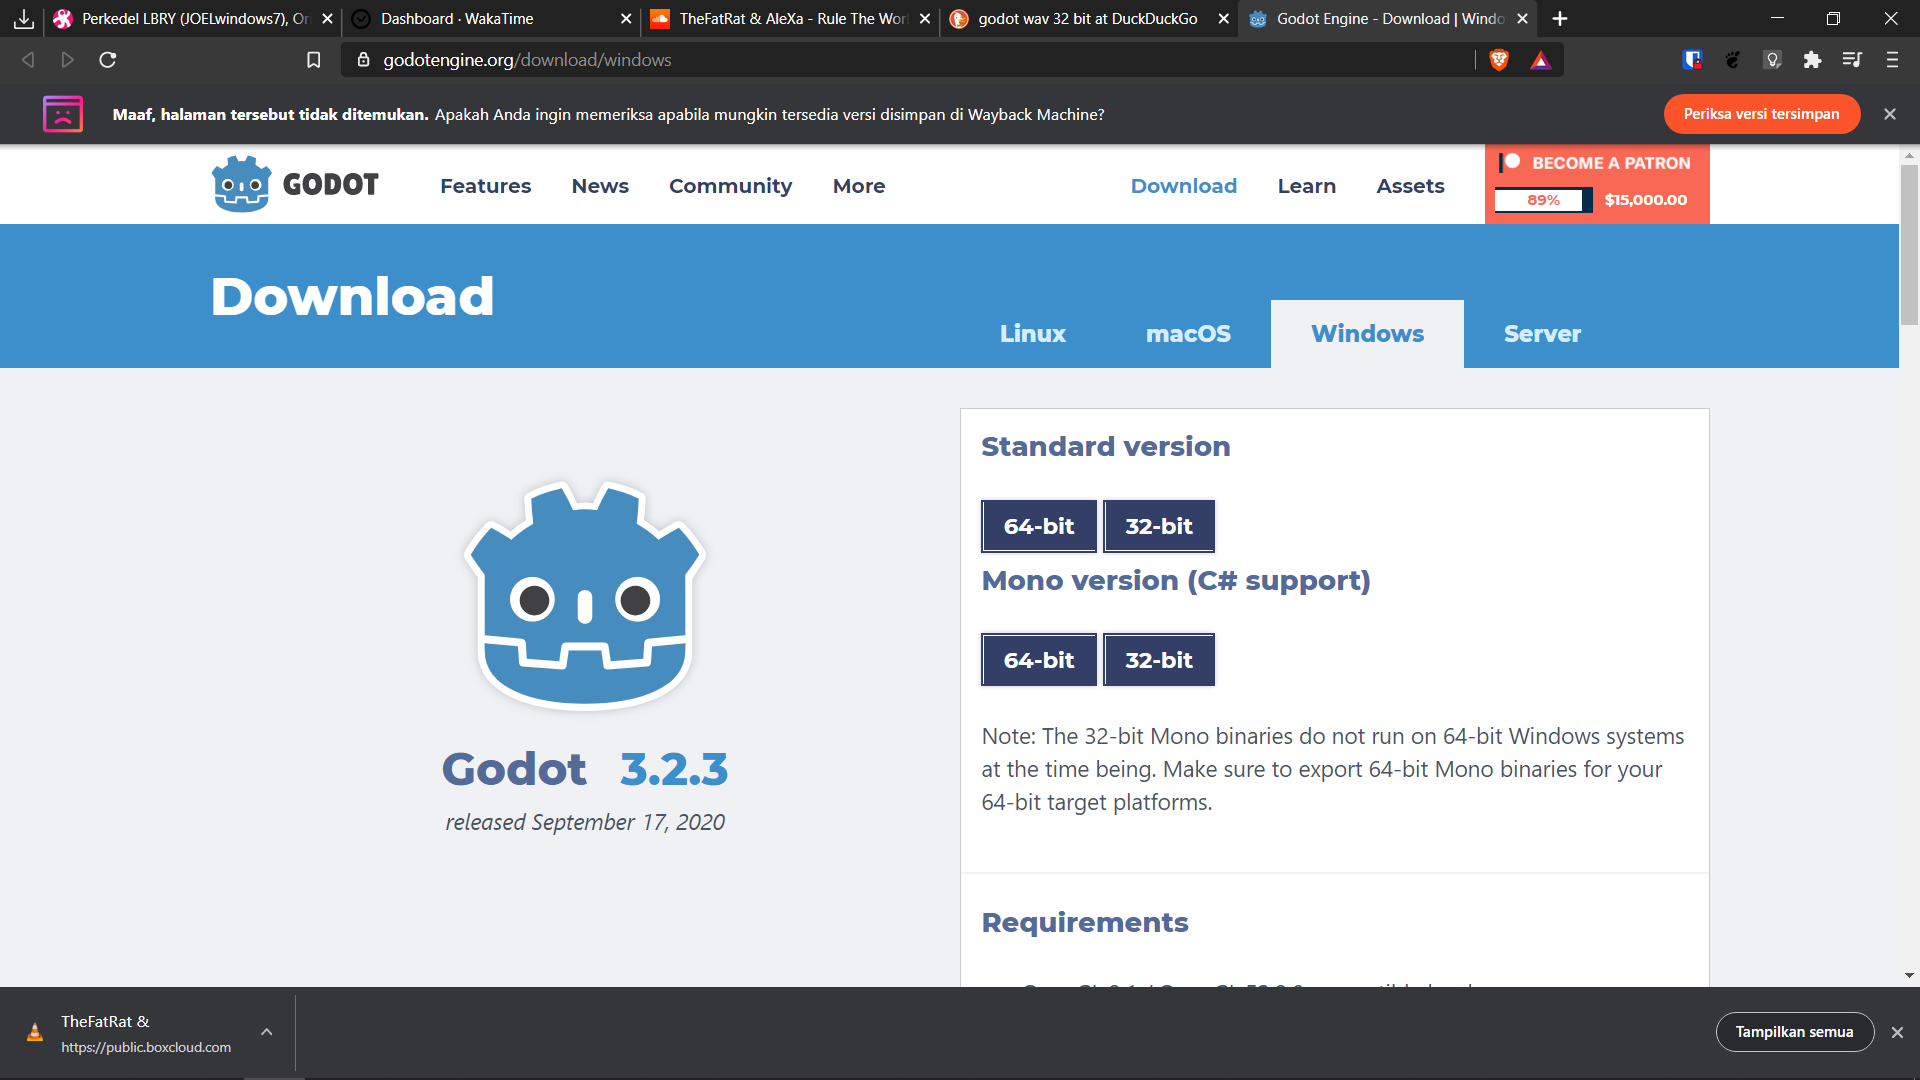 Perkedel LBRY (JOELwindows7), Ori
Dashboard · WakaTime
TheFatRat & AleXa - Rule The Worl
godot wav 32 bit at DuckDuckGo
Godot Engine - Download | Windo
godotengine.org/download/windows
Maaf, halaman tersebut tidak ditemukan. Apakah Anda ingin memeriksa apabila mungkin tersedia versi disimpan di Wayback Machine?
Periksa versi tersimpan
GODOT
Features
News
Community
More
Download
Learn
Assets
BECOME A PATRON
89%
$15,000.00
Download
Linux
macOS
Windows
Server
Standard version
64-bit
32-bit
Mono version (C# support)
64-bit
32-bit
Note: The 32-bit Mono binaries do not run on 64-bit Windows systems
at the time being. Make sure to export 64-bit Mono binaries for your
64-bit target platforms.
Godot 3.2.3
released September 17, 2020
Requirements
TheFatRat &
https://public.boxcloud.com
Tampilkan semua